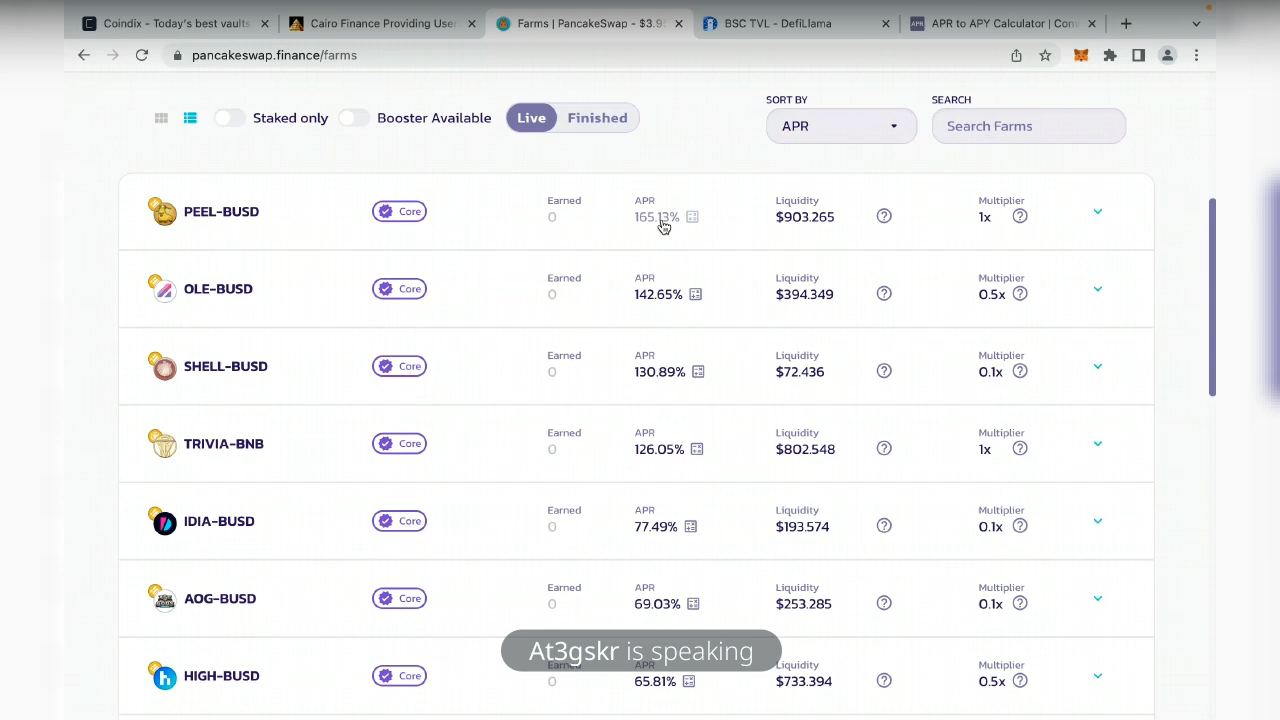 Coindix - Today's best vaults
Cairo Finance Providing User
Farms | PancakeSwap - $3.95
BSC TVL - DefiLlama
APR to APY Calculator | Conv
pancakeswap.finance/farms
Staked only
Booster Available
Live
Finished
SORT BY
APR
SEARCH
Search Farms
PEEL-BUSD
Core
Earned
0
APR
165.13%
Liquidity
$903.265
Multiplier
1x
OLE-BUSD
Core
Earned
0
APR
142.65%
Liquidity
$394.349
Multiplier
0.5x
SHELL-BUSD
Core
Earned
0
APR
130.89%
Liquidity
$72.436
Multiplier
0.1x
TRIVIA-BNB
Core
Earned
0
APR
126.05%
Liquidity
$802.548
Multiplier
1x
IDIA-BUSD
Core
Earned
0
APR
77.49%
Liquidity
$193.574
Multiplier
0.1x
AOG-BUSD
Core
Earned
0
APR
69.03%
Liquidity
$253.285
Multiplier
0.1x
At3gskr is speaking
HIGH-BUSD
Core
0
65.81%
Liquidity
$733.394
Multiplier
0.5x